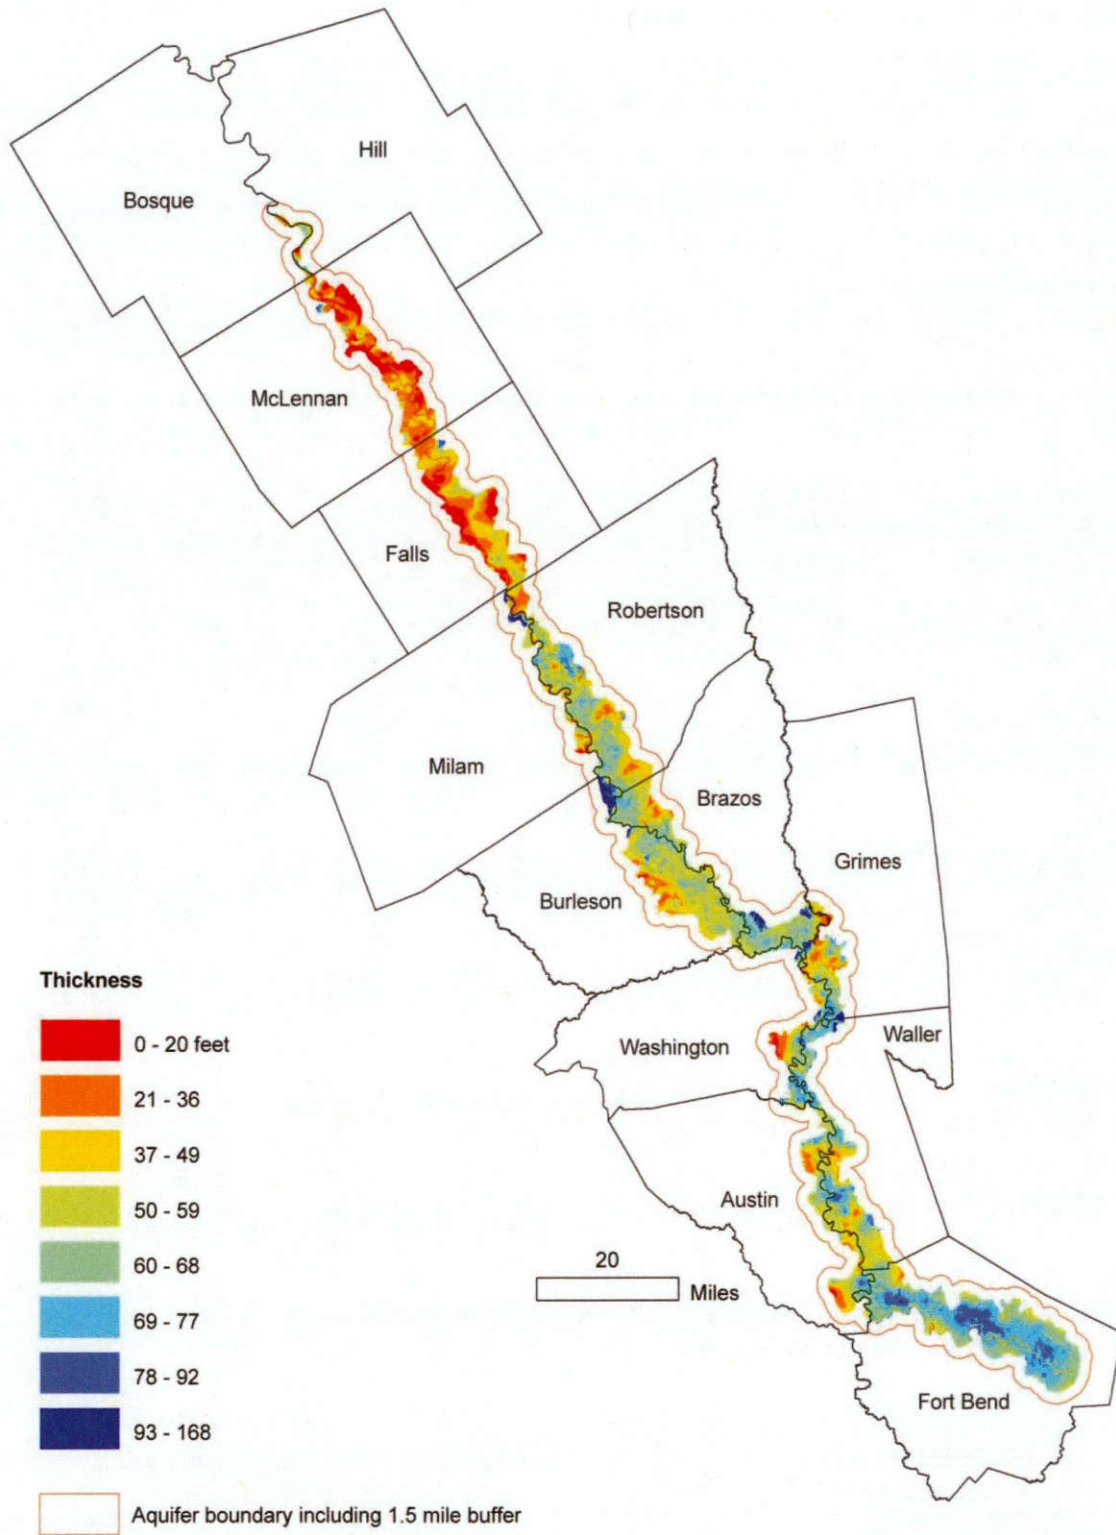 Hill
Bosque
McLennan
Falls
Robertson
Milam
Brazos
Grimes
Burleson
Thickness
0 - 20 feet
21 - 36
37 - 49
50 - 59
60 - 68
69 - 77
78 - 92
93 - 168
Washington
Waller
Austin
20
Miles
Fort Bend
Aquifer boundary including 1.5 mile buffer